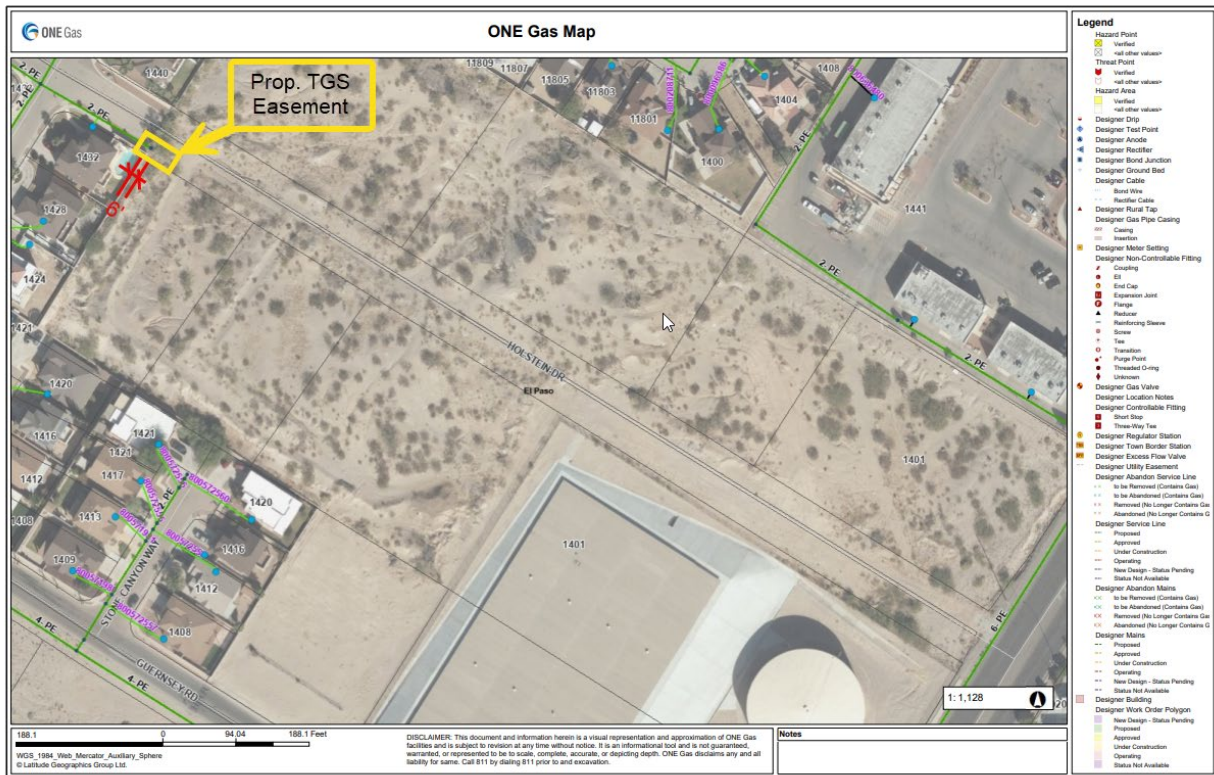 ONE Gas
ONE Gas Map
Prop. TGS
Easement
2. PE
2. PE
1440
11809
11807
11805
11803
11801
1408
1404
1400
2. PE
1441
1492
6'
1428
1424
1421
2. PE
HOLSTEIN DR
El Paso
2. PE
1420
1416
1412
1408
1421
1421
1417
1413
1409
800572560
1420
1416
1412
1408
1401
1401
6. PE
4. PE
4. PE
GUERNSEY RD
1: 1,128
Legend
Hazard Point
Verified
<all other values>
Threat Point
Verified
<all other values>
Hazard Area
Verified
<all other values>
Designer Drip
Designer Test Point
Designer Anode
Designer Rectifier
Designer Bond Junction
Designer Ground Bed
Designer Cable
Bond Wire
Rectifier Cable
Designer Rural Tap
Designer Gas Pipe Casing
Casing
Insertion
Designer Meter Setting
Designer Non-Controllable Fitting
Coupling
Ell
End Cap
Expansion Joint
Flange
Reducer
Reinforcing Sleeve
Screw
Tee
Transition
Purge Point
Threaded O-ring
Unknown
Designer Gas Valve
Designer Location Notes
Designer Controllable Fitting
Short Stop
Three-Way Tee
Designer Regulator Station
Designer Town Border Station
Designer Excess Flow Valve
Designer Utility Easement
Designer Abandon Service Line
to be Removed (Contains Gas)
to be Abandoned (Contains Gas)
Removed (No Longer Contains Gas
Abandoned (No Longer Contains G
Designer Service Line
Proposed
Approved
Under Construction
Operating
New Design - Status Pending
Status Not Available
Designer Abandon Mains
to be Removed (Contains Gas)
to be Abandoned (Contains Gas)
Removed (No Longer Contains Gas
Abandoned (No Longer Contains G
Designer Mains
Proposed
Approved
Under Construction
Operating
New Design - Status Pending
Status Not Available
Designer Building
Designer Work Order Polygon
New Design - Status Pending
Proposed
Approved
Under Construction
Operating
Status Not Available
188.1 0 94.04 188.1 Feet
WGS_1984_Web_Mercator_Auxiliary_Sphere
© Latitude Geographics Group Ltd.
DISCLAIMER: This document and information herein is a visual representation and approximation of ONE Gas
facilities and is subject to revision at any time without notice. It is an informational tool and is not guaranteed,
warranted, or represented to be to scale, complete, accurate, or depicting depth. ONE Gas disclaims any and all
liability for same. Call 811 by dialing 811 prior to and excavation.
Notes